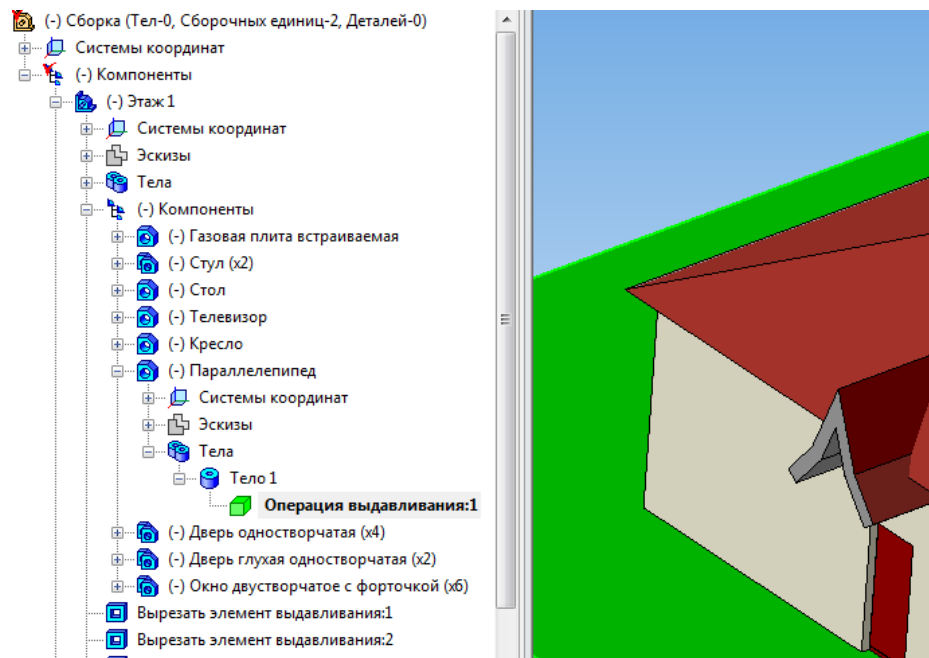 (-) Сборка (Тел-0, Сборочных единиц-2, Деталей-0)
Системы координат
(-) Компоненты
(-) Этаж 1
Системы координат
Эскизы
Тела
(-) Компоненты
(-) Газовая плита встраиваемая
(-) Стул (x2)
(-) Стол
(-) Телевизор
(-) Кресло
(-) Параллелепипед
Системы координат
Эскизы
Тела
Тело 1
Операция выдавливания:1
(-) Дверь одностворчатая (x4)
(-) Дверь глухая одностворчатая (x2)
(-) Окно двустворчатое с форточкой (x6)
Вырезать элемент выдавливания:1
Вырезать элемент выдавливания:2